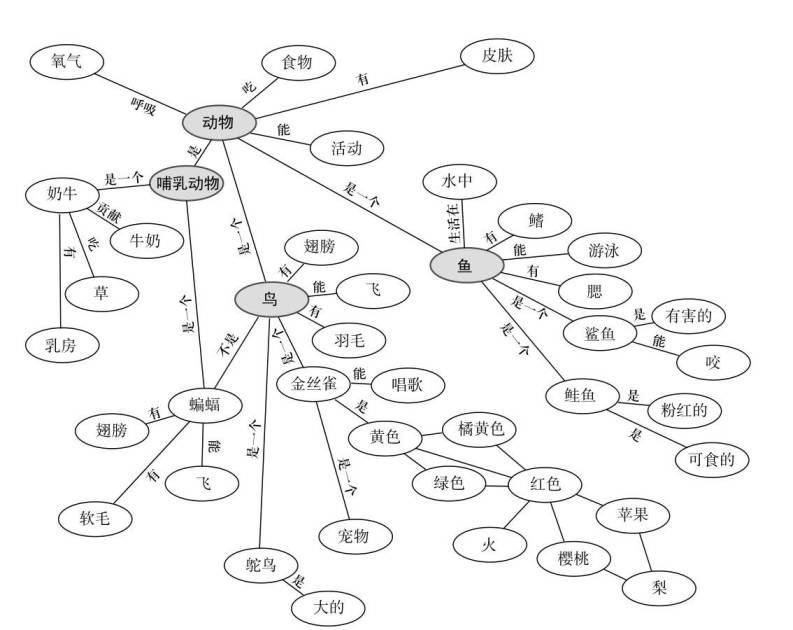 氧气
食物
皮肤
呼吸
吃
有
动物
能
活动
是
是一个
哺乳动物
是一个
奶牛
贡献
牛奶
有
吃
草
乳房
是一个
是一个
水中
生活在
鳍
有
能
游泳
鱼
有
腮
是一个
鲨鱼
是
有害的
能
咬
是一个
鲑鱼
是
粉红的
是
可食的
翅膀
有
鸟
能
飞
有
羽毛
不是
是一个
金丝雀
能
唱歌
是
黄色
橘黄色
绿色
红色
火
樱桃
苹果
梨
是一个
宠物
蝙蝠
有
翅膀
能
飞
有
软毛
是一个
鸵鸟
是
大的